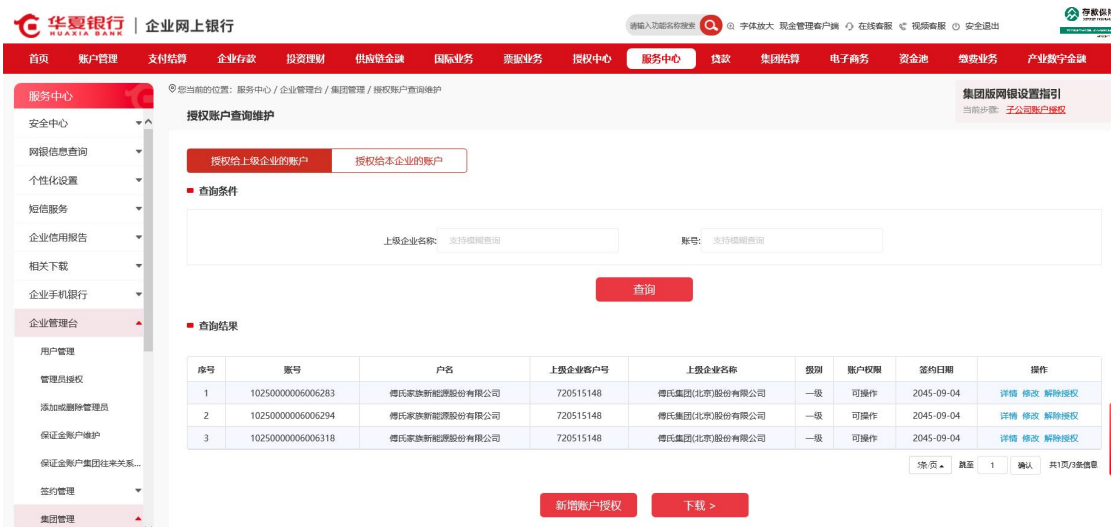 华夏银行 企业网上银行
HUAXIA BANK
请输入功能名称搜索 字体放大 现金管理客户端 在线客服 视频客服 安全退出
存款保险
首页 账户管理 支付结算 企业存款 投资理财 供应链金融 国际业务 票据业务 授权中心 服务中心 贷款 集团结算 电子商务 资金池 缴费业务 产业数字金融
服务中心
安全中心
网银信息查询
个性化设置
短信服务
企业信用报告
相关下载
企业手机银行
企业管理台
用户管理
管理员授权
添加或删除管理员
保证金账户维护
保证金账户集团往来关系...
签约管理
集团管理
您当前的位置: 服务中心 / 企业管理台 / 集团管理 / 授权账户查询维护
集团版网银设置指引
当前步骤: 子公司账户授权
授权账户查询维护
授权给上级企业的账户 授权给本企业的账户
查询条件
上级企业名称: 支持模糊查询 账号: 支持模糊查询
查询
查询结果
序号 账号 户名 上级企业客户号 上级企业名称 级别 账户权限 签约日期 操作
1 10250000006006283 傅氏家族新能源股份有限公司 720515148 傅氏集团(北京)股份有限公司 一级 可操作 2045-09-04 详情 修改 解除授权
2 10250000006006294 傅氏家族新能源股份有限公司 720515148 傅氏集团(北京)股份有限公司 一级 可操作 2045-09-04 详情 修改 解除授权
3 10250000006006318 傅氏家族新能源股份有限公司 720515148 傅氏集团(北京)股份有限公司 一级 可操作 2045-09-04 详情 修改 解除授权
条/页 跳至 1 确认 共1页/3条信息
新增账户授权 下载 >